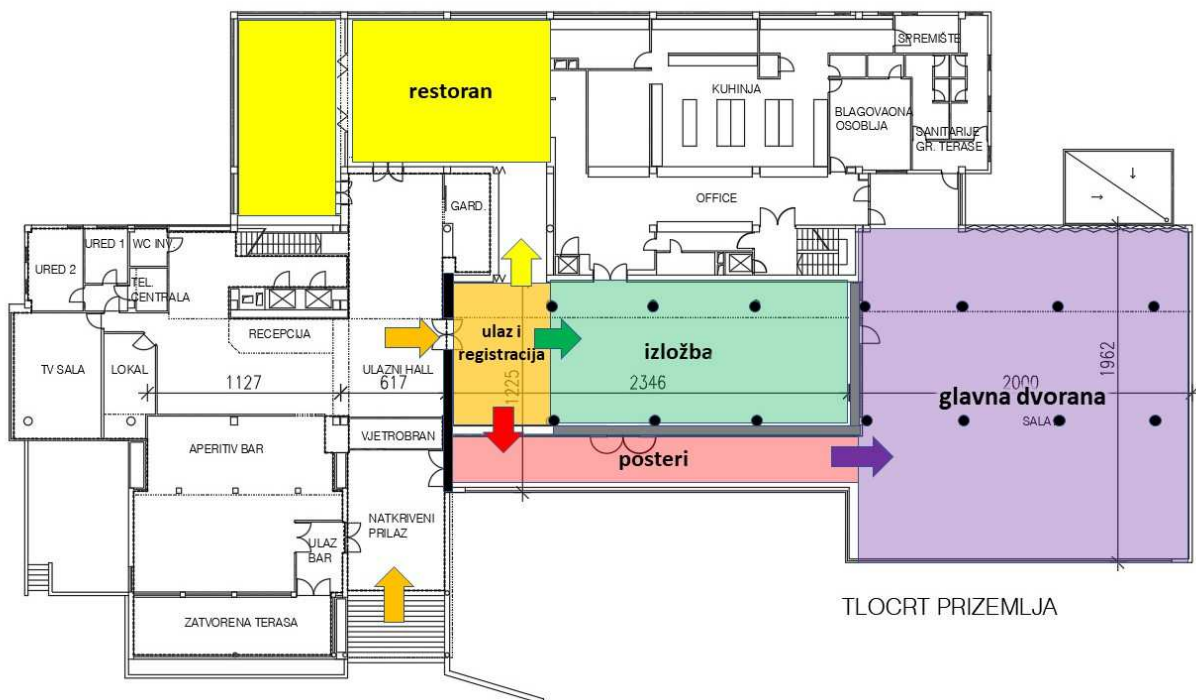 SPREMIŠTE
restoran
KUHINJA
BLAGOVAONA
OSOBLJA
SANITARIJE
GR. TERASE
GARD.
OFFICE
URED 1
WC INV.
URED 2
TEL.
CENTRALA
RECEPCIJA
ulaz i
registracija
izložba
TV SALA
LOKAL
ULAZNI HALL
1127
617
1225
2346
2000
1962
glavna dvorana
SALA
APERITIV BAR
VJETROBRAN
posteri
NATKRIVENI
PRILAZ
ULAZ
BAR
ZATVORENA TERASA
TLOCRT PRIZEMLJA